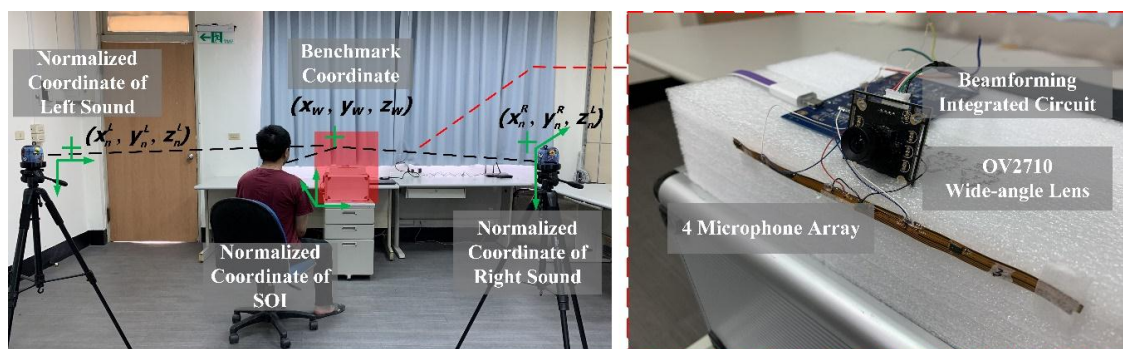 Normalized
Coordinate of
Left Sound
(x_n^L, y_n^L, z_n^L)
Benchmark
Coordinate
(x_W, y_W, z_W)
(x_n^R, y_n^R, z_n^L)
Normalized
Coordinate of
SOI
Normalized
Coordinate of
Right Sound
Beamforming
Integrated Circuit
OV2710
Wide-angle Lens
4 Microphone Array